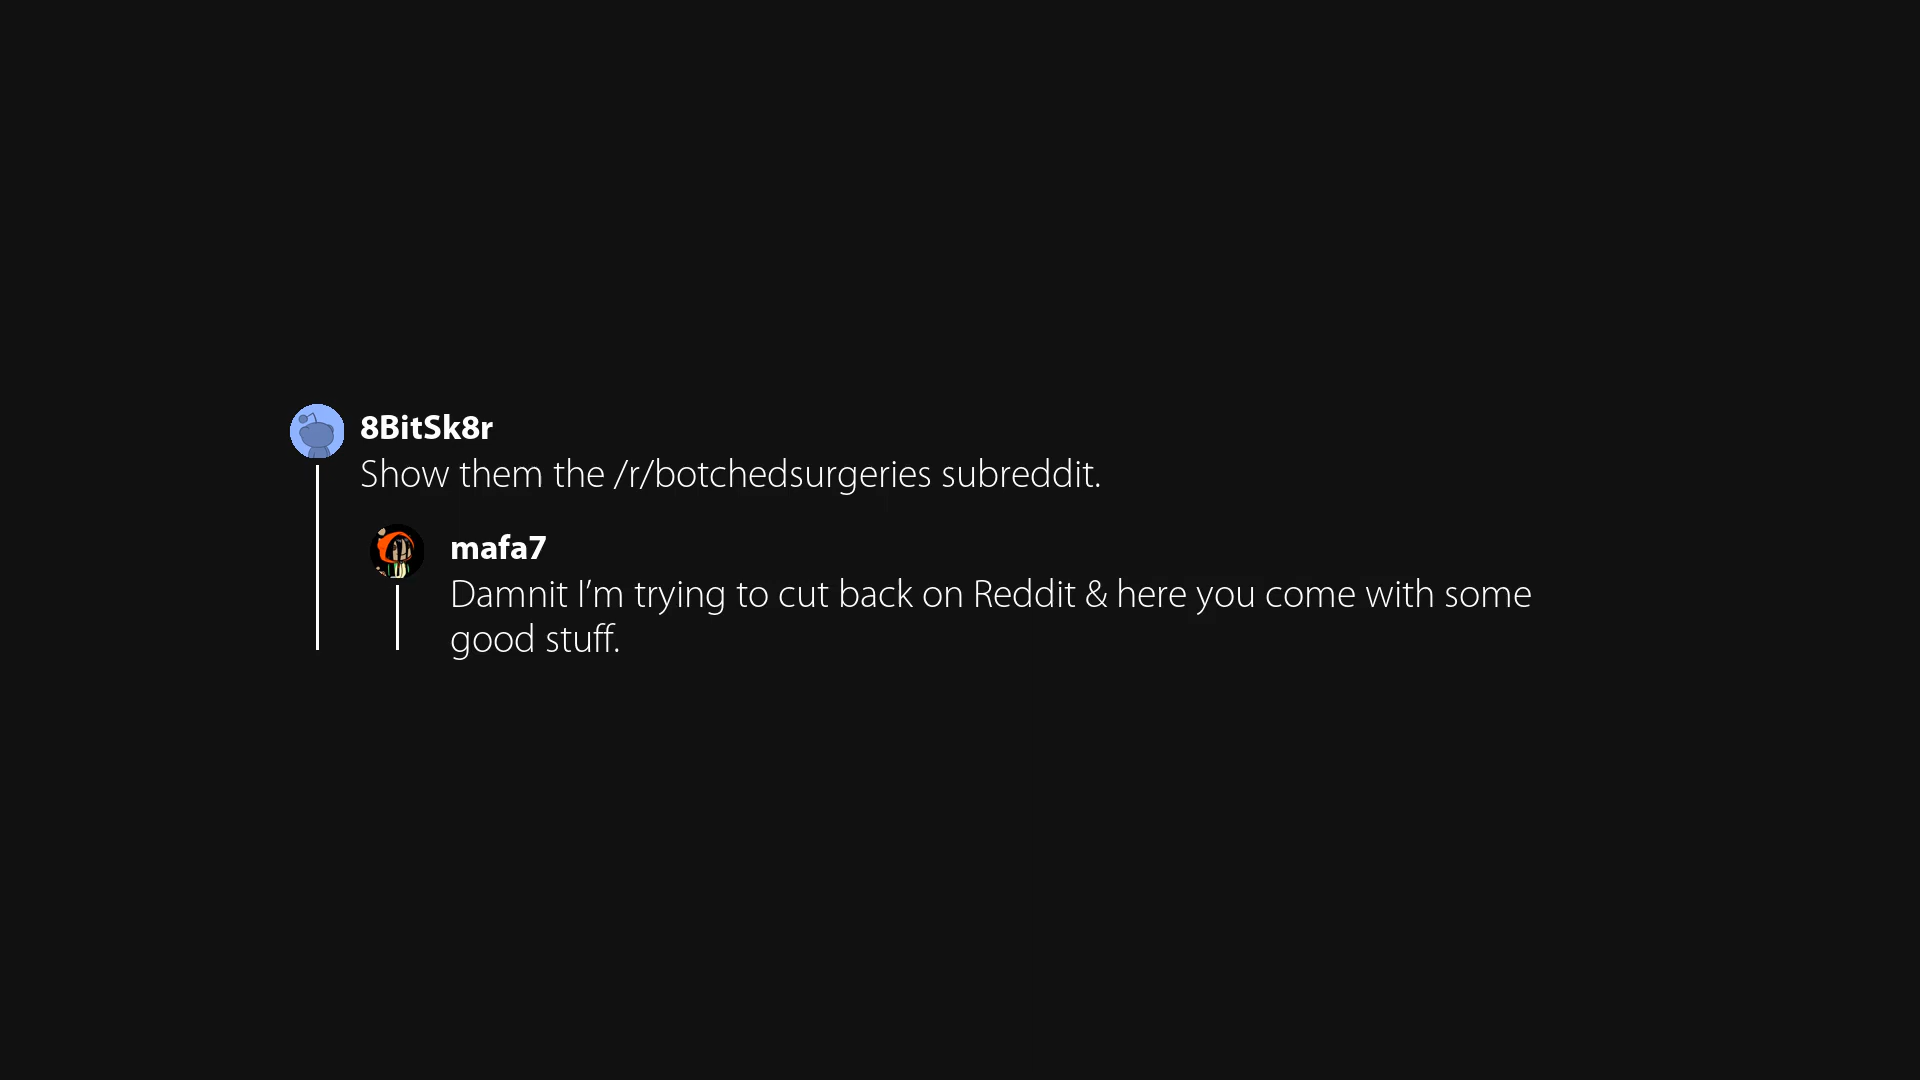 8BitSk8r
Show them the /r/botchedsurgeries subreddit.
mafa7
Damnit I’m trying to cut back on Reddit & here you come with some
good stuff.